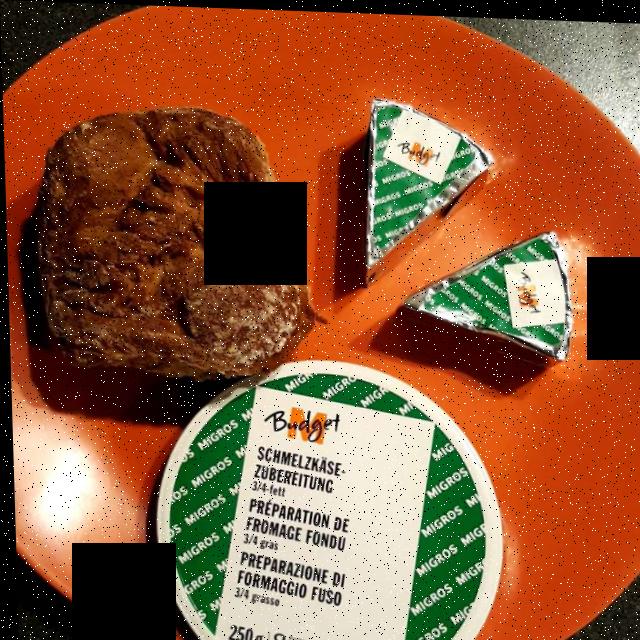 Budget
Budget
M Budget
SCHMELZKÄSE-
ZUBEREITUNG
3/4-fett
PRÉPARATION DE
FROMAGE FONDU
3/4 gras
PREPARAZIONE DI
FORMAGGIO FUSO
3/4 grasso
250g
MIGROS MIGROS MIGROS